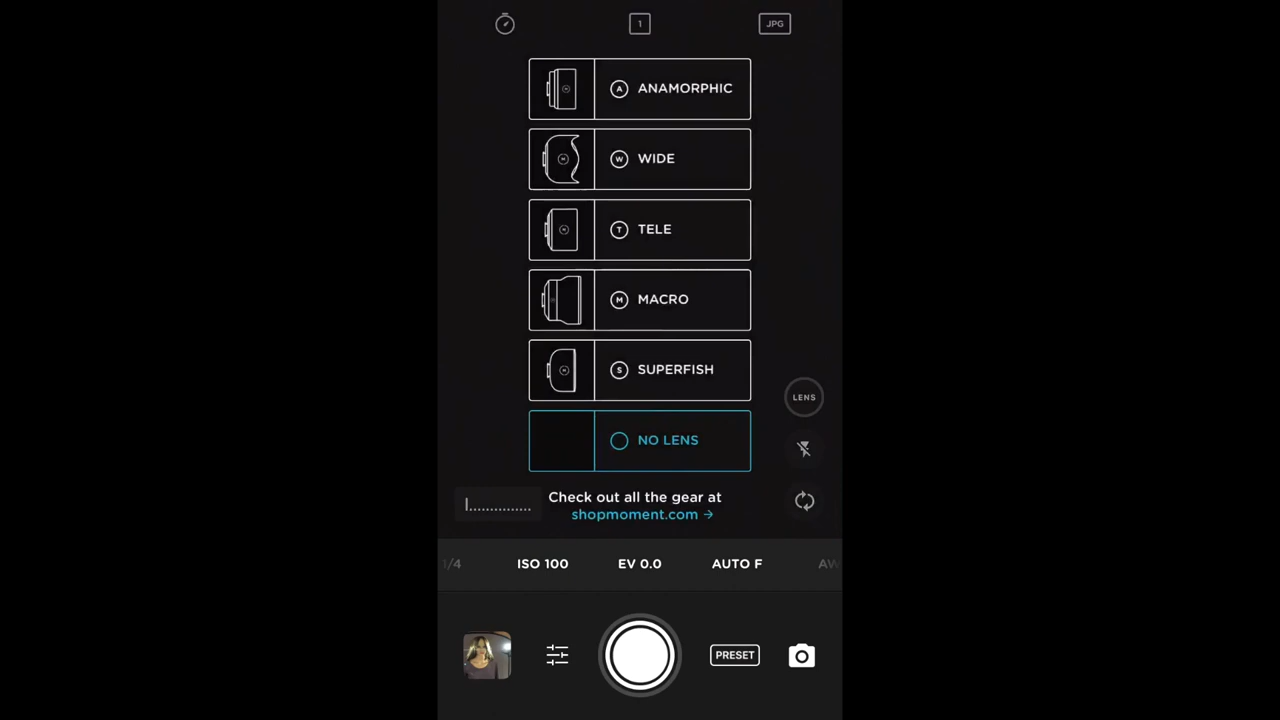 1
JPG
A ANAMORPHIC
W WIDE
T TELE
M MACRO
S SUPERFISH
NO LENS
LENS
Check out all the gear at
shopmoment.com →
1/4 ISO 100 EV 0.0 AUTO F AW
PRESET